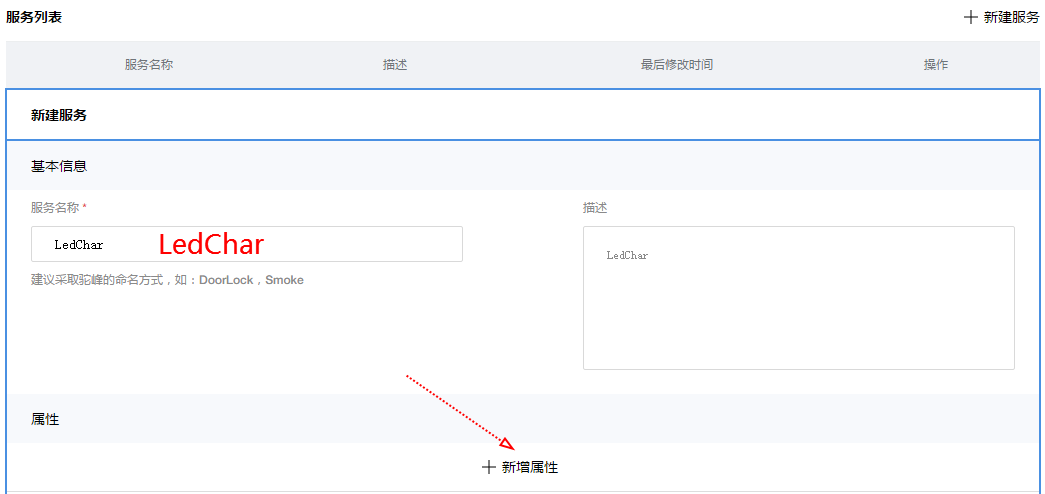 服务列表 新建服务
服务名称 描述 最后修改时间 操作
新建服务
基本信息
服务名称 * 描述
LedChar LedChar
LedChar
建议采取驼峰的命名方式，如：DoorLock，Smoke
属性
新增属性